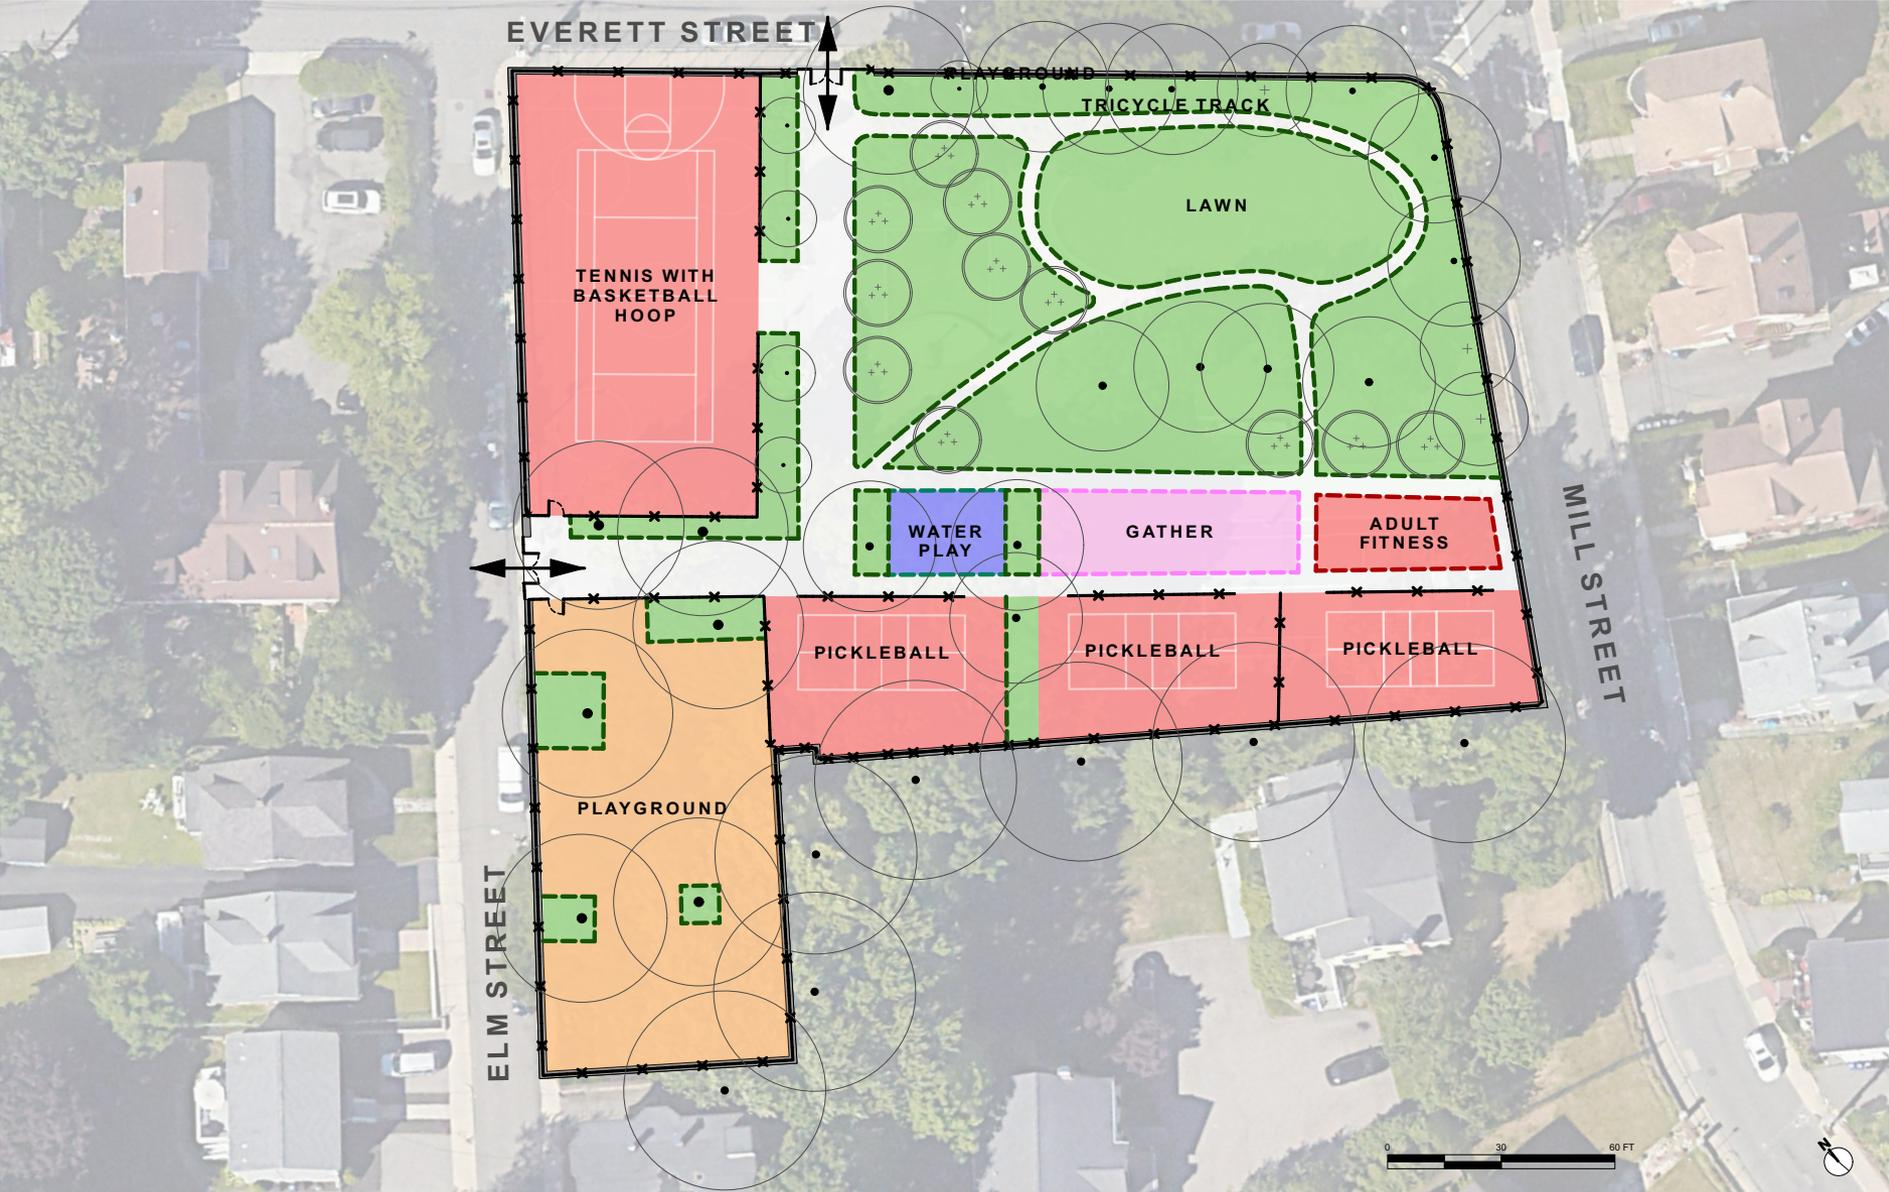 EVERETT STREET
PLAYGROUND
TRICYCLE TRACK
LAWN
TENNIS WITH
BASKETBALL
HOOP
WATER
PLAY
GATHER
ADULT
FITNESS
MILL STREET
PICKLEBALL
PICKLEBALL
PICKLEBALL
PLAYGROUND
ELM STREET
0 30 60 FT
N